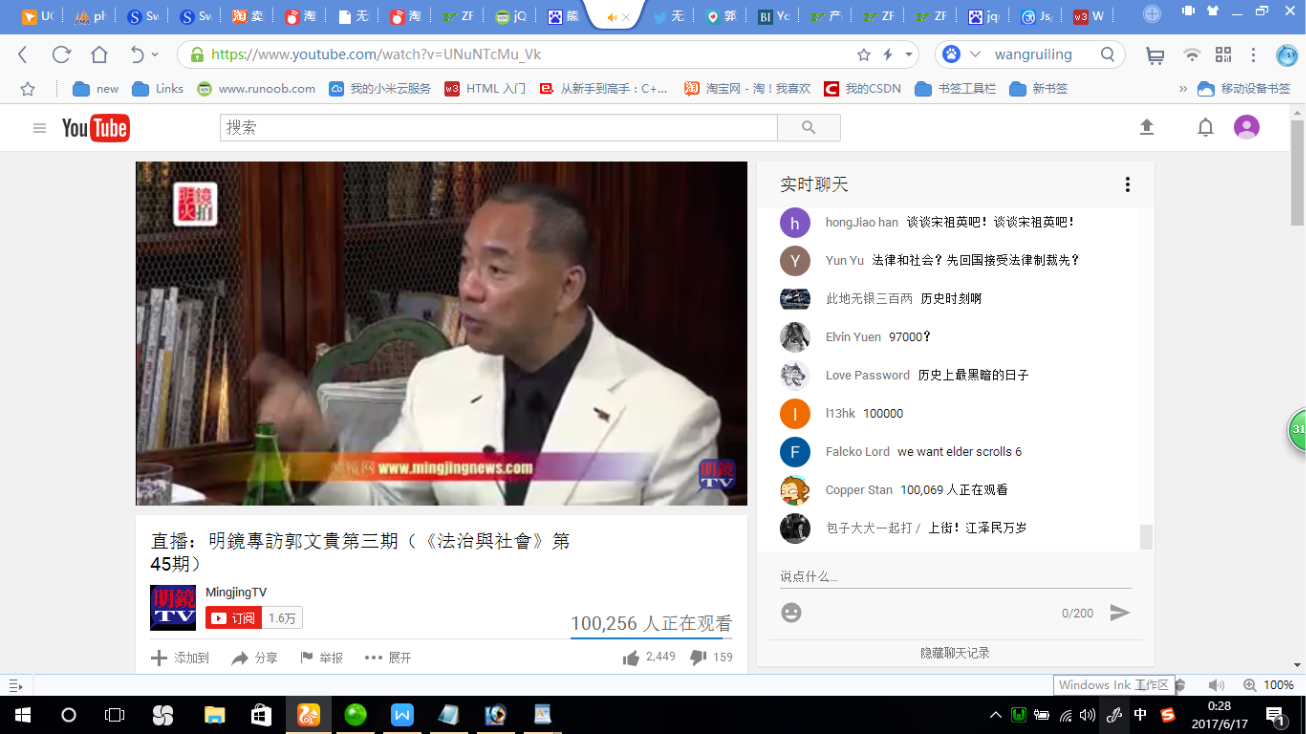 UC
ph
Sw
Sw
卖
淘
无
淘
ZF
jQ
熊
无
郭
Yc
产
ZF
ZF
jq
Js
W
https://www.youtube.com/watch?v=UNuNTcMu_Vk
wangruiling
new
Links
www.runoob.com
我的小米云服务
HTML 入门
从新手到高手：C+...
淘宝网 - 淘！我喜欢
我的CSDN
书签工具栏
新书签
»
移动设备书签
YouTube
搜索
明鏡
火拍
www.mingjingnews.com
明鏡
TV
实时聊天
hongJiao han 谈谈宋祖英吧！谈谈宋祖英吧！
Yun Yu 法律和社会？先回国接受法律制裁先？
此地无银三百两 历史时刻啊
Elvin Yuen 97000？
Love Password 历史上最黑暗的日子
l13hk 100000
Falcko Lord we want elder scrolls 6
Copper Stan 100,069 人正在观看
包子大犬一起打 / 上街！江泽民万岁
说点什么...
0/200
隐藏聊天记录
直播：明鏡專訪郭文貴第三期（《法治與社會》第
45期）
明鏡
TV
MingjingTV
订阅 1.6万
100,256 人正在观看
添加到
分享
举报
展开
2,449
159
31
Windows Ink 工作区
100%
中
0:28
2017/6/17
1